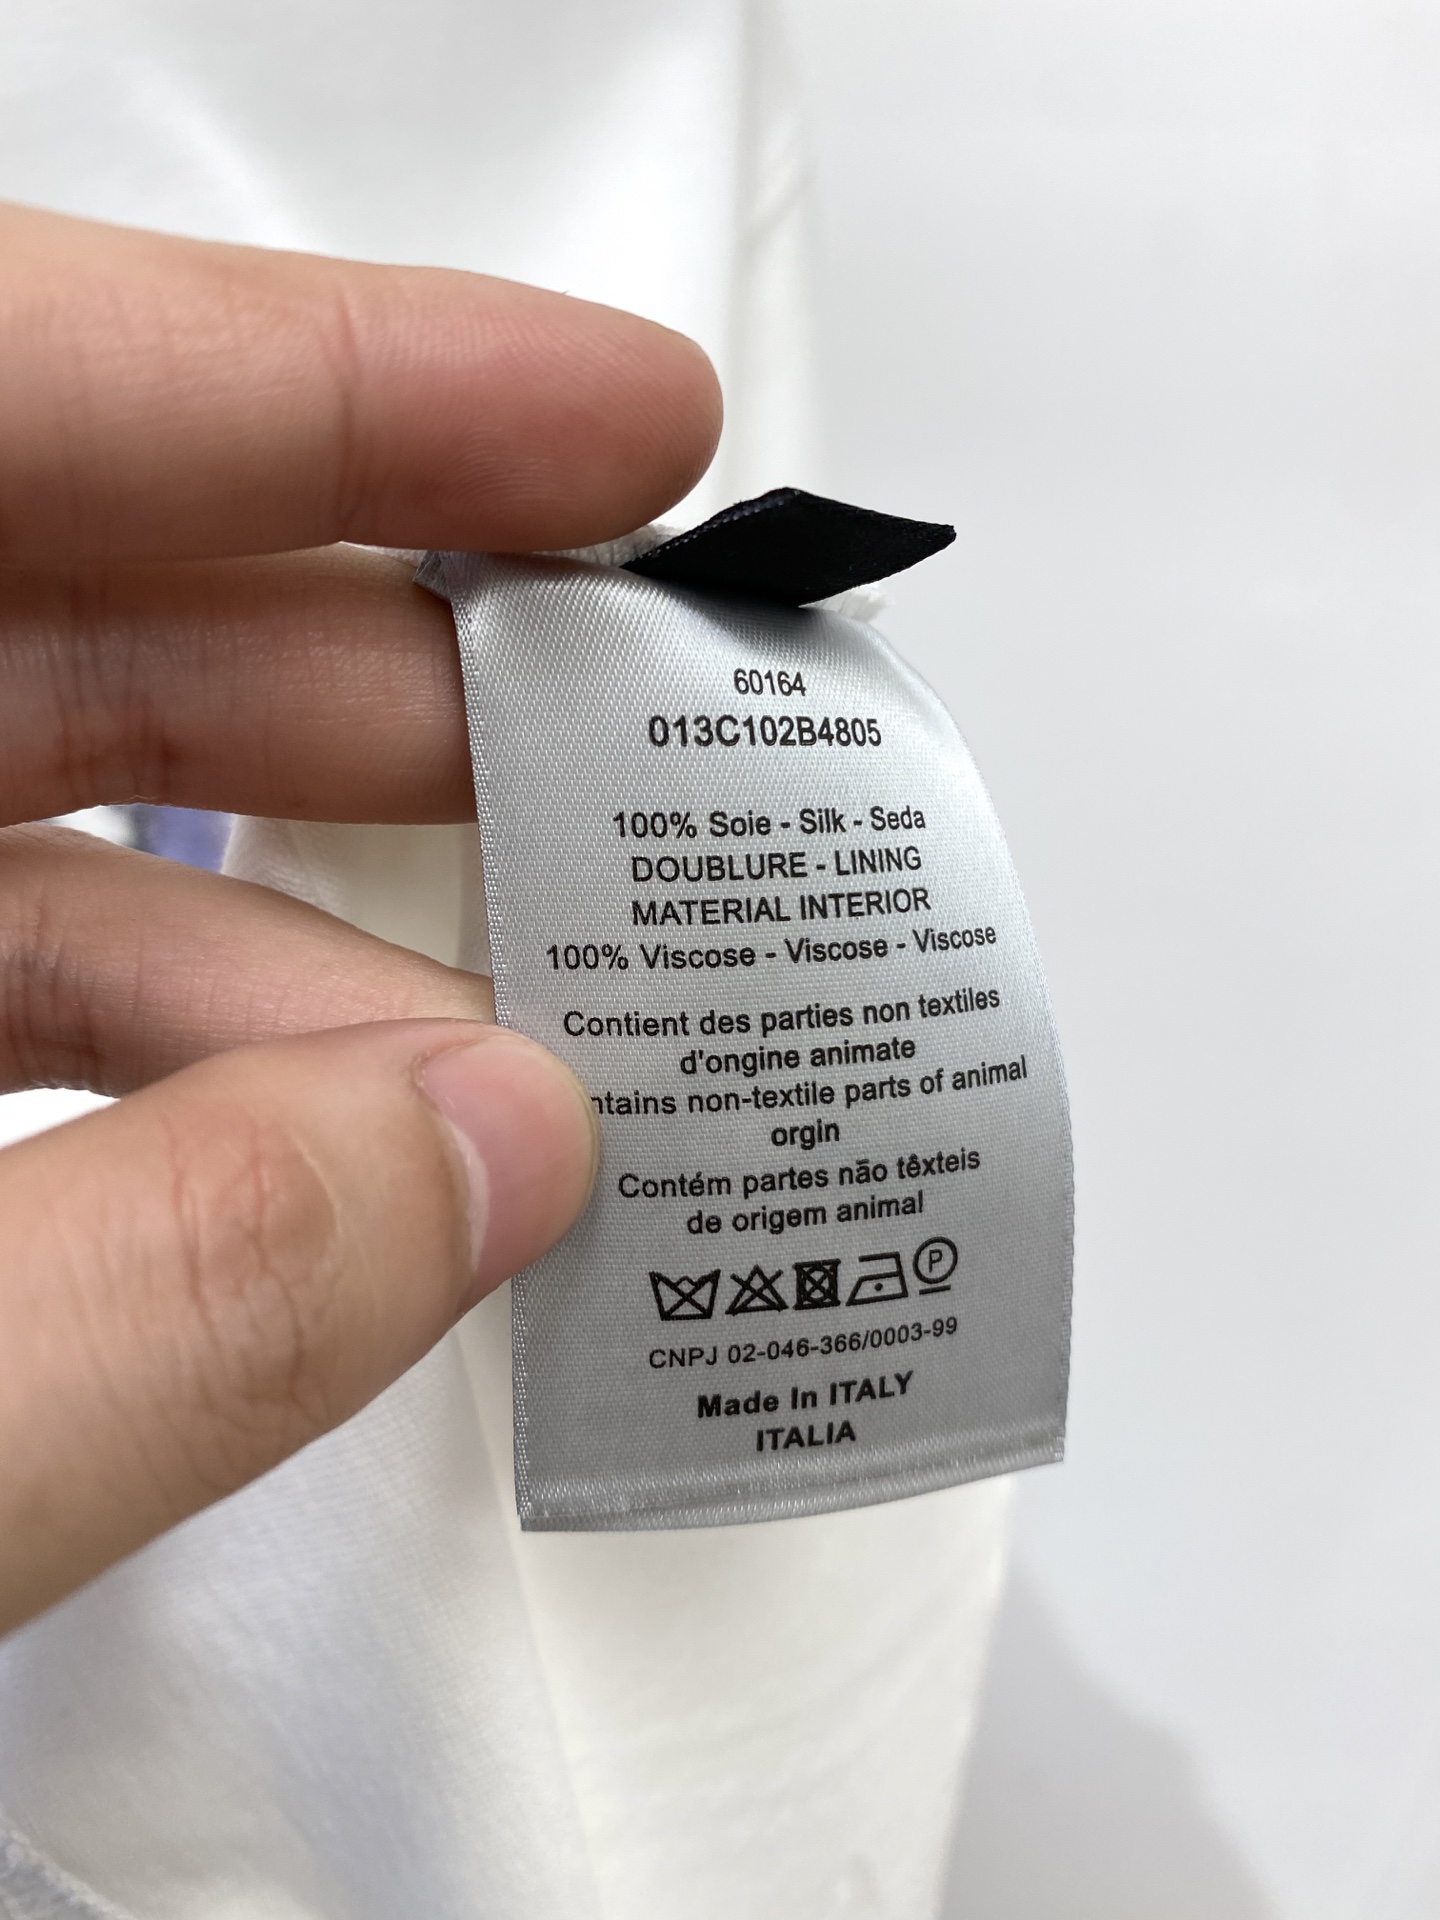 60164
013C102B4805
100% Soie - Silk - Seda
DOUBLURE - LINING
MATERIAL INTERIOR
100% Viscose - Viscose - Viscose
Contient des parties non textiles
d'ongine animate
ntains non-textile parts of animal
orgin
Contém partes não têxteis
de origem animal
P
CNPJ 02-046-366/0003-99
Made In ITALY
ITALIA